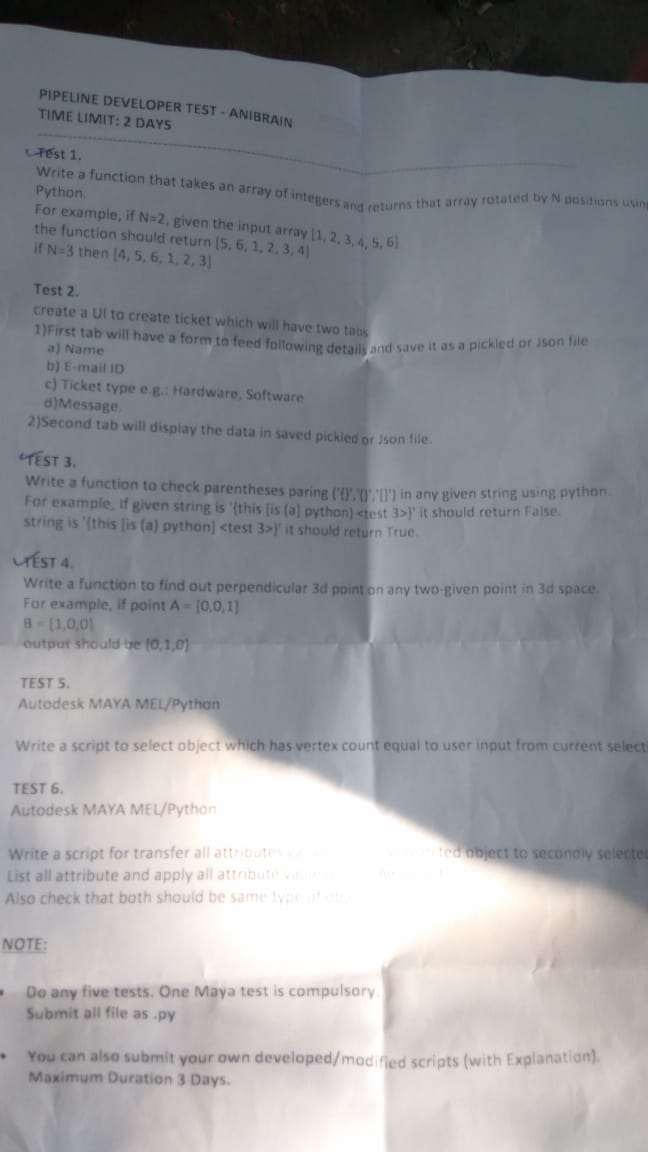 PIPELINE DEVELOPER TEST - ANIBRAIN
TIME LIMIT: 2 DAYS
Test 1.
Write a function that takes an array of integers and returns that array rotated by N positions using
Python.
For example, if N=2, given the input array [1, 2, 3, 4, 5, 6]
the function should return [5, 6, 1, 2, 3, 4]
if N=3 then [4, 5, 6, 1, 2, 3]
Test 2.
create a UI to create ticket which will have two tabs
1)First tab will have a form to feed following details and save it as a pickled or Json file
a) Name
b) E-mail ID
c) Ticket type e.g.: Hardware, Software
d)Message.
2)Second tab will display the data in saved pickled or Json file.
TEST 3.
Write a function to check parentheses paring ('{}','()','[]') in any given string using python.
For example, if given string is '{this [is (a] python] <test 3>}' it should return False.
string is '{this [is (a) python] <test 3>}' it should return True.
TEST 4.
Write a function to find out perpendicular 3d point on any two-given point in 3d space.
For example, if point A = [0,0,1]
B = [1,0,0]
output should be [0,1,0]
TEST 5.
Autodesk MAYA MEL/Python
Write a script to select object which has vertex count equal to user input from current
TEST 6.
Autodesk MAYA MEL/Python
Write a script for transfer all attributes object to secondly
List all attribute and apply all attribute
Also check that both should be same type of
NOTE:
• Do any five tests. One Maya test is compulsory.
Submit all file as .py
• You can also submit your own developed/modified scripts (with Explanation).
Maximum Duration 3 Days.